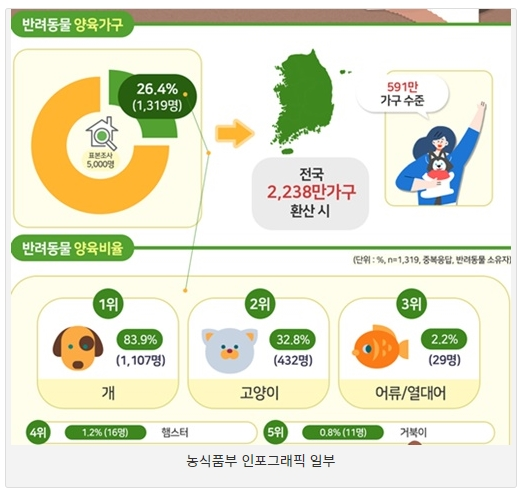 반려동물 양육가구
26.4%
(1,319명)
표본조사
5,000명
전국
2,238만가구
환산 시
591만
가구 수준
반려동물 양육비율
(단위 : %, n=1,319, 중복응답, 반려동물 소유자)
1위
83.9%
(1,107명)
개
2위
32.8%
(432명)
고양이
3위
2.2%
(29명)
어류/열대어
4위 1.2% (16명) 햄스터
5위 0.8% (11명) 거북이
농식품부 인포그래픽 일부